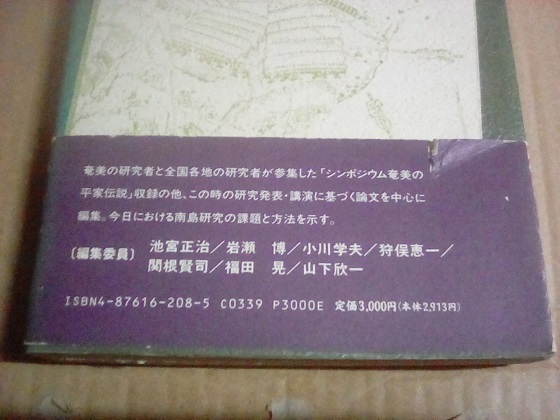 奄美の研究者と全国各地の研究者が参集した「シンポジウム奄美の
平家伝説」収録の他、この時の研究発表・講演に基づく論文を中心に
編集。今日における南島研究の課題と方法を示す。
〔編集委員〕 池宮正治／岩瀬 博／小川学夫／狩俣恵一／
関根賢司／福田 晃／山下欣一
ISBN4-87616-208-5 C0339 P3000E 定価3,000円(本体2,913円)